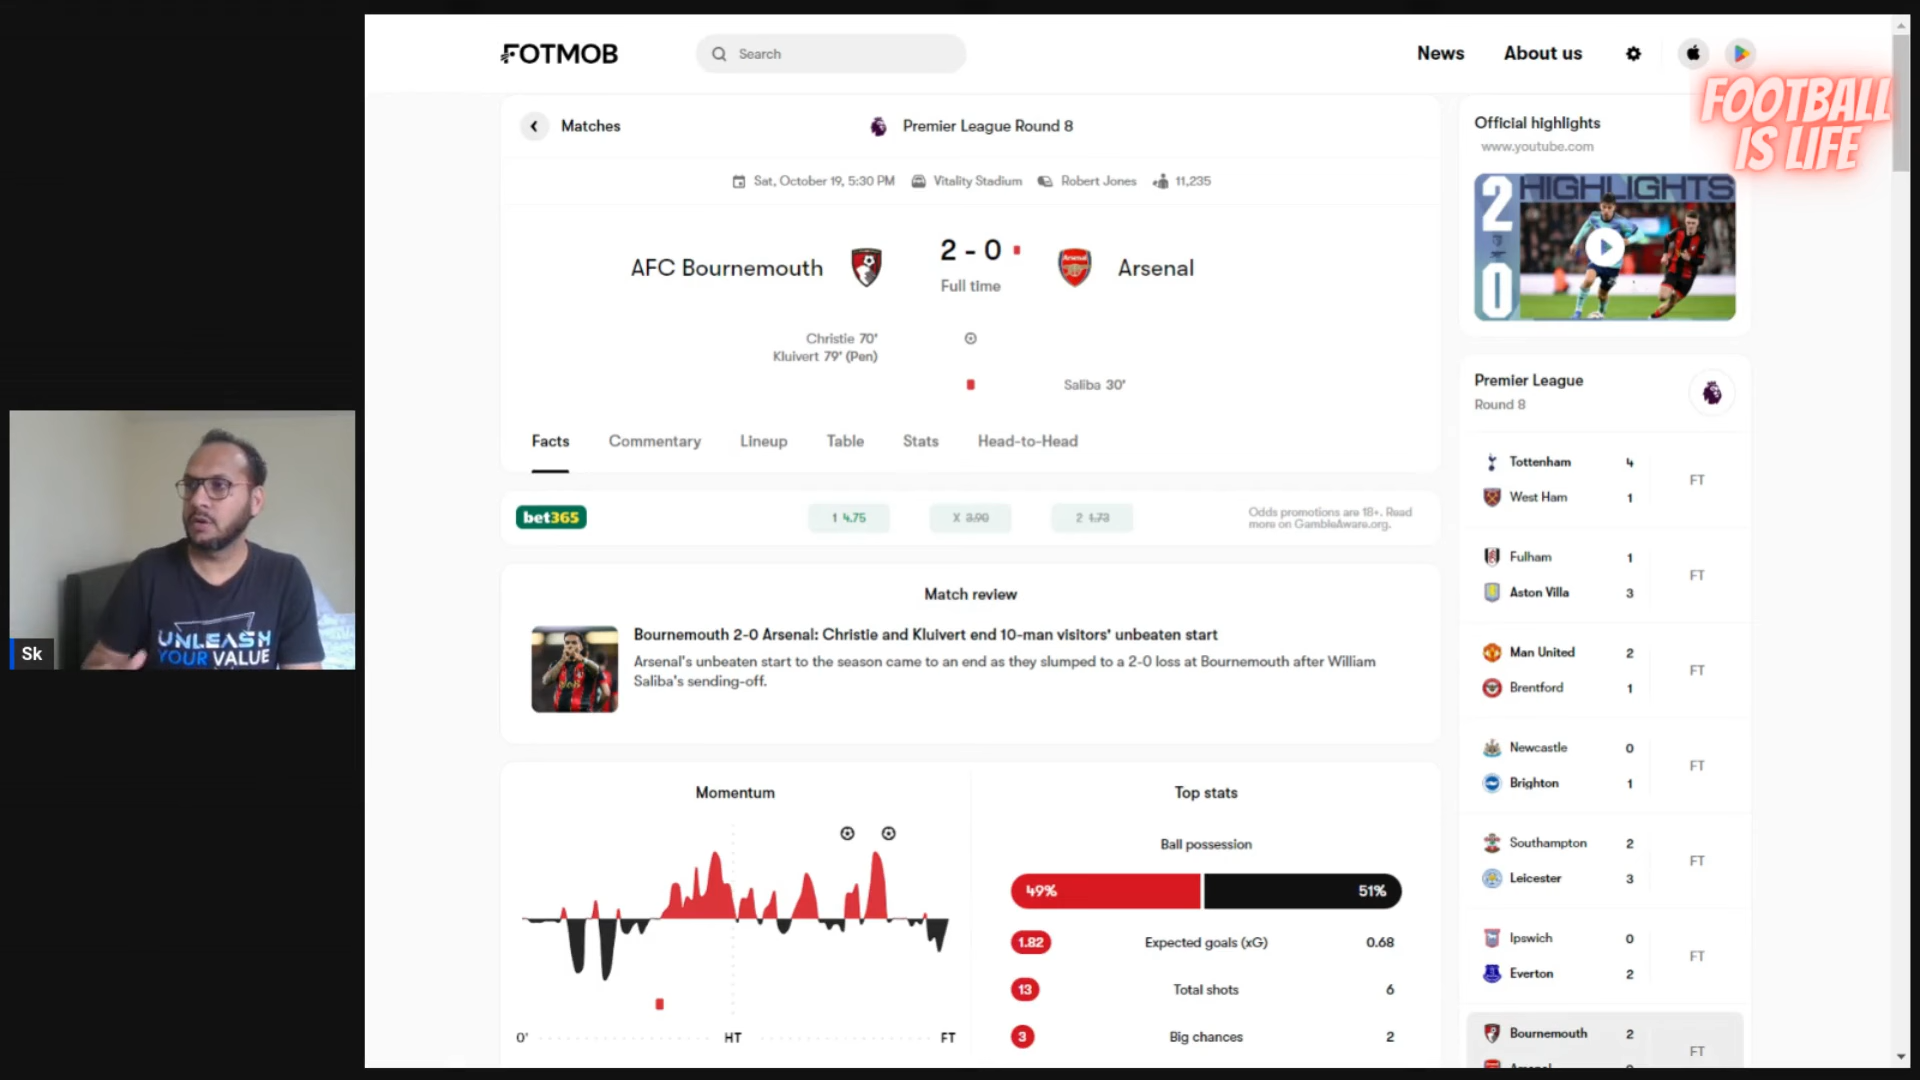 FOTMOB
Search
News
About us
FOOTBALL
IS LIFE
Matches
Premier League Round 8
Sat, October 19, 5:30 PM
Vitality Stadium
Robert Jones
11,235
AFC Bournemouth
2 - 0
Arsenal
Full time
Christie 70'
Kluivert 79' (Pen)
Saliba 30'
Facts
Commentary
Lineup
Table
Stats
Head-to-Head
bet365
1 4.75
X 3.90
2 1.73
Odds promotions are 18+. Read
more on GambleAware.org.
Match review
Bournemouth 2-0 Arsenal: Christie and Kluivert end 10-man visitors' unbeaten start
Arsenal's unbeaten start to the season came to an end as they slumped to a 2-0 loss at Bournemouth after William
Saliba's sending-off.
Momentum
0'
HT
FT
Top stats
Ball possession
49%
51%
1.82 Expected goals (xG) 0.68
13 Total shots 6
3 Big chances 2
Official highlights
www.youtube.com
HIGHLIGHTS
2
0
Premier League
Round 8
Tottenham 4
FT
West Ham 1
Fulham 1
FT
Aston Villa 3
Man United 2
FT
Brentford 1
Newcastle 0
FT
Brighton 1
Southampton 2
FT
Leicester 3
Ipswich 0
FT
Everton 2
Bournemouth 2
FT
UNLEASH
YOUR VALUE
Sk